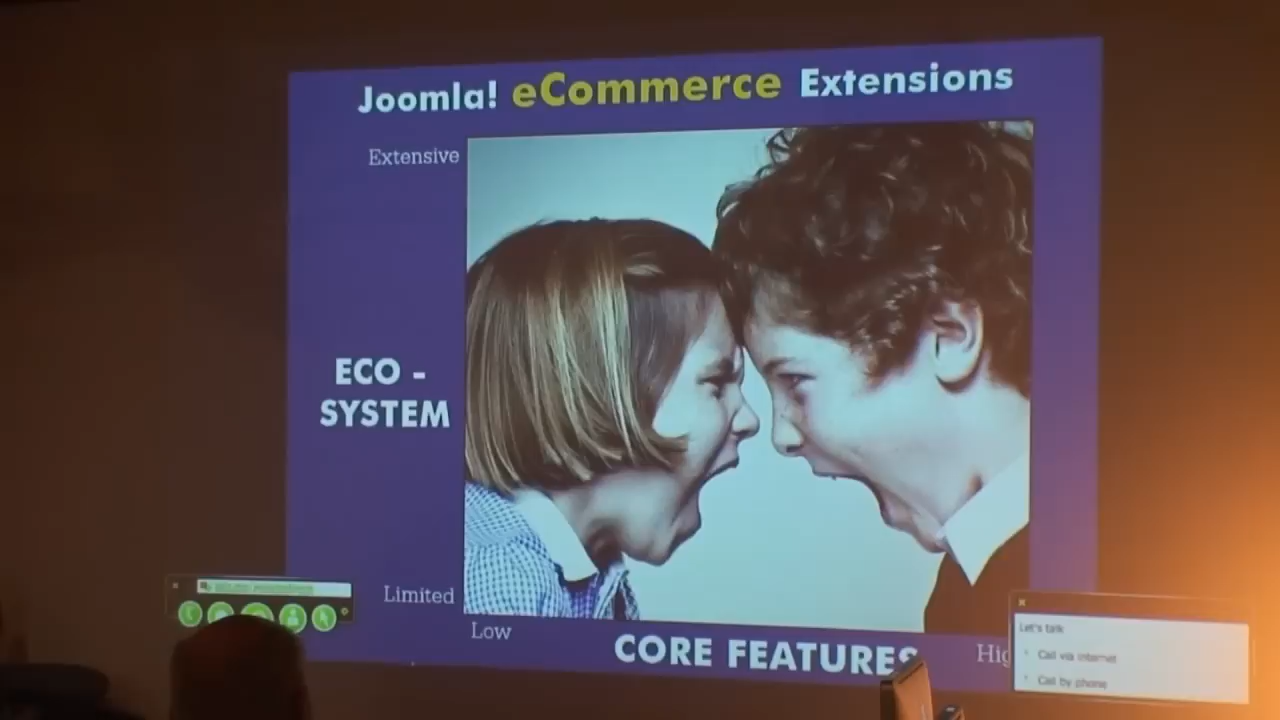 Joomla! eCommerce Extensions
Extensive
ECO -
SYSTEM
Limited
Low
CORE FEATURES
Let's talk
Call via internet
Call by phone